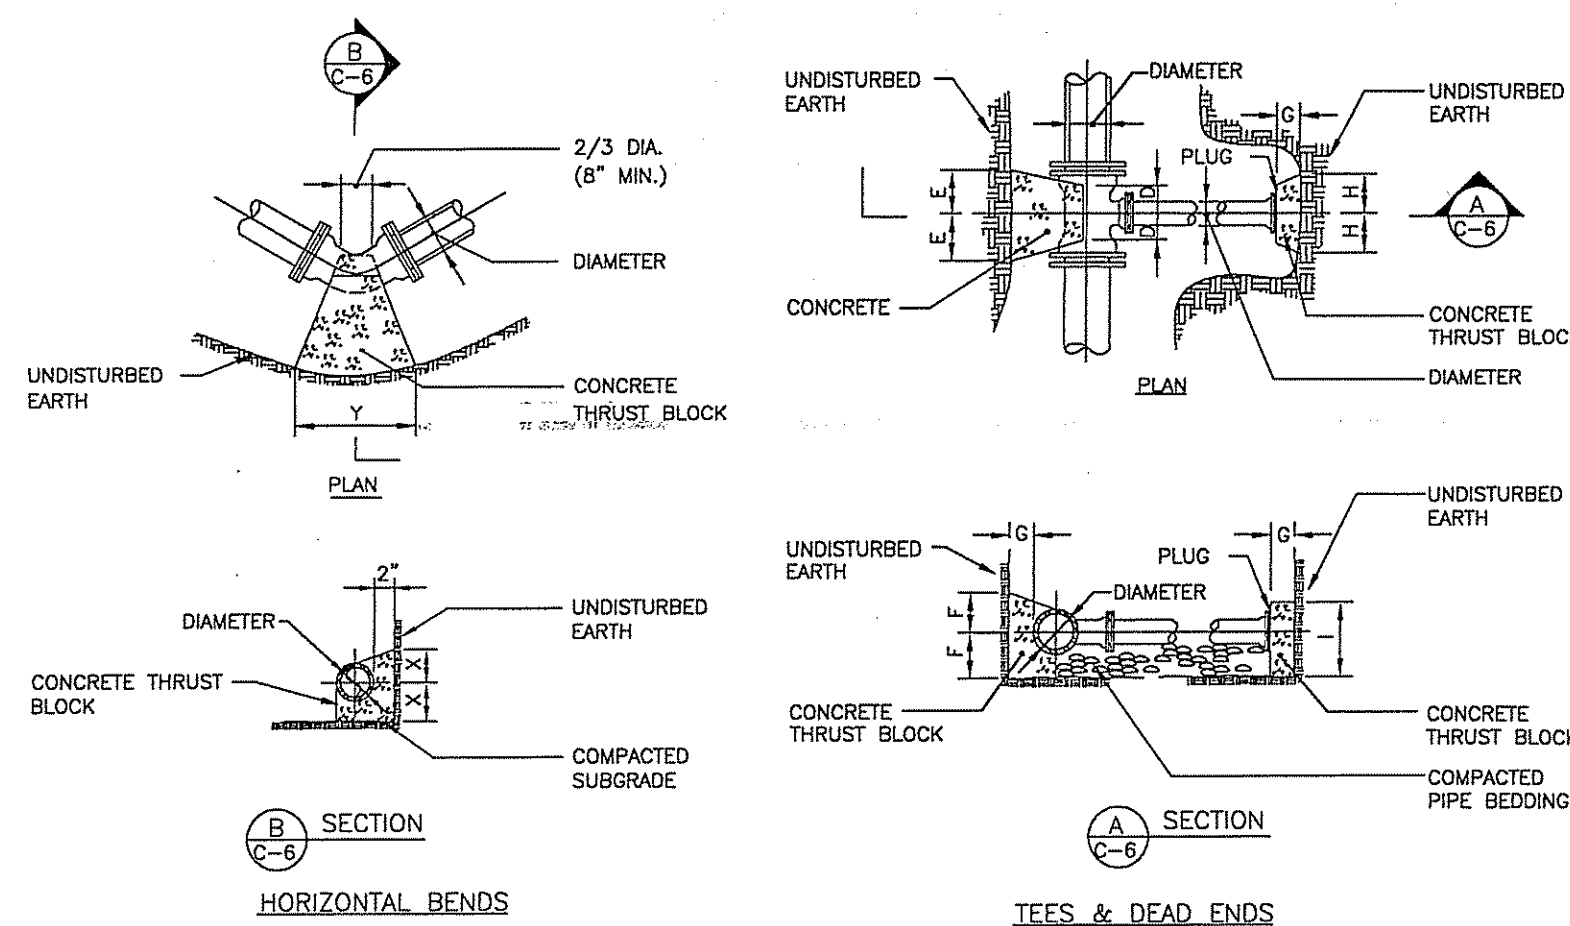 B
C-6
2/3 DIA.
(8" MIN.)
DIAMETER
UNDISTURBED
EARTH
CONCRETE
THRUST BLOCK
Y
PLAN
2"
DIAMETER
UNDISTURBED
EARTH
X
X
CONCRETE THRUST
BLOCK
COMPACTED
SUBGRADE
B
C-6
SECTION
HORIZONTAL BENDS
UNDISTURBED
EARTH
DIAMETER
G
UNDISTURBED
EARTH
PLUG
E
E
D
D
H
H
A
C-6
CONCRETE
CONCRETE
THRUST BLOC
DIAMETER
PLAN
UNDISTURBED
EARTH
G
G
UNDISTURBED
EARTH
PLUG
DIAMETER
F
F
I
CONCRETE
THRUST BLOCK
CONCRETE
THRUST BLOCK
COMPACTED
PIPE BEDDING
A
C-6
SECTION
TEES & DEAD ENDS